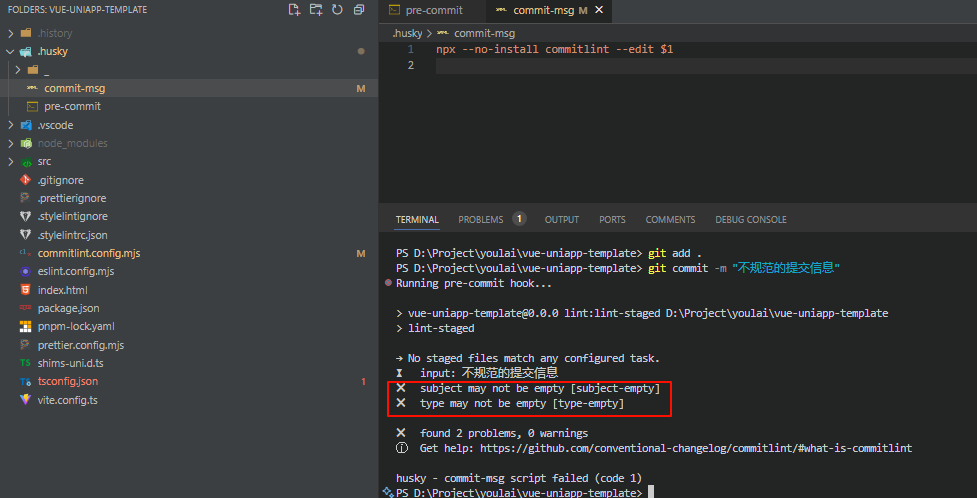 FOLDERS: VUE-UNIAPP-TEMPLATE
.history
.husky
_
commit-msg M
pre-commit
.vscode
node_modules
src
.gitignore
.prettierignore
.stylelintignore
.stylelintrc.json
commitlint.config.mjs M
eslint.config.mjs
index.html
package.json
pnpm-lock.yaml
prettier.config.mjs
TS shims-uni.d.ts
tsconfig.json 1
vite.config.ts
pre-commit
commit-msg M
.husky > commit-msg
1 npx --no-install commitlint --edit $1
2
TERMINAL PROBLEMS 1 OUTPUT PORTS COMMENTS DEBUG CONSOLE
PS D:\Project\youlai\vue-uniapp-template> git add .
PS D:\Project\youlai\vue-uniapp-template> git commit -m "不规范的提交信息"
Running pre-commit hook...
> vue-uniapp-template@0.0.0 lint:lint-staged D:\Project\youlai\vue-uniapp-template
> lint-staged
→ No staged files match any configured task.
⧗ input: 不规范的提交信息
✖ subject may not be empty [subject-empty]
✖ type may not be empty [type-empty]
✖ found 2 problems, 0 warnings
ⓘ Get help: https://github.com/conventional-changelog/commitlint/#what-is-commitlint
husky - commit-msg script failed (code 1)
PS D:\Project\youlai\vue-uniapp-template>